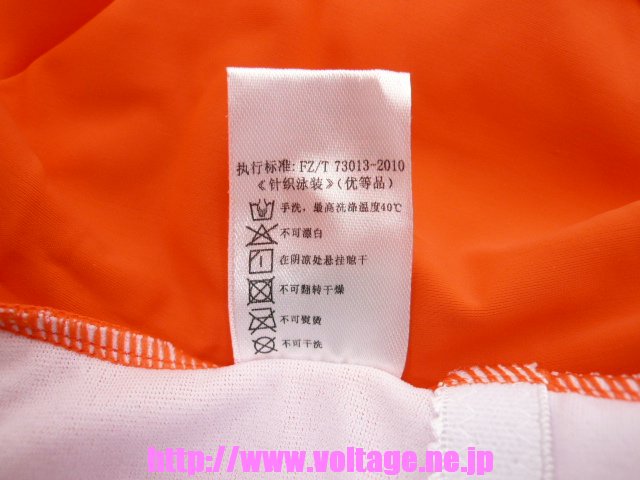 执行标准: FZ/T 73013-2010
《针织泳装》(优等品)
手洗，最高洗涤温度40℃
不可漂白
在阴凉处悬挂晾干
不可翻转干燥
不可熨烫
不可干洗
http://www.voltage.ne.jp